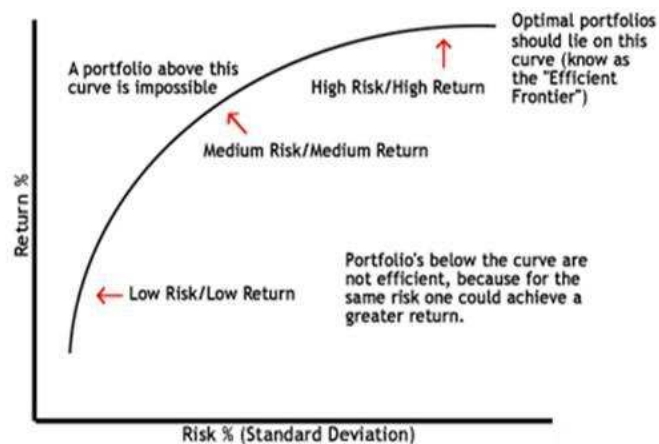 Optimal portfolios
should lie on this
curve (know as
the "Efficient
Frontier")
A portfolio above this
curve is impossible
High Risk/High Return
Medium Risk/Medium Return
Return %
Portfolio's below the curve are
not efficient, because for the
same risk one could achieve a
greater return.
Low Risk/Low Return
Risk % (Standard Deviation)